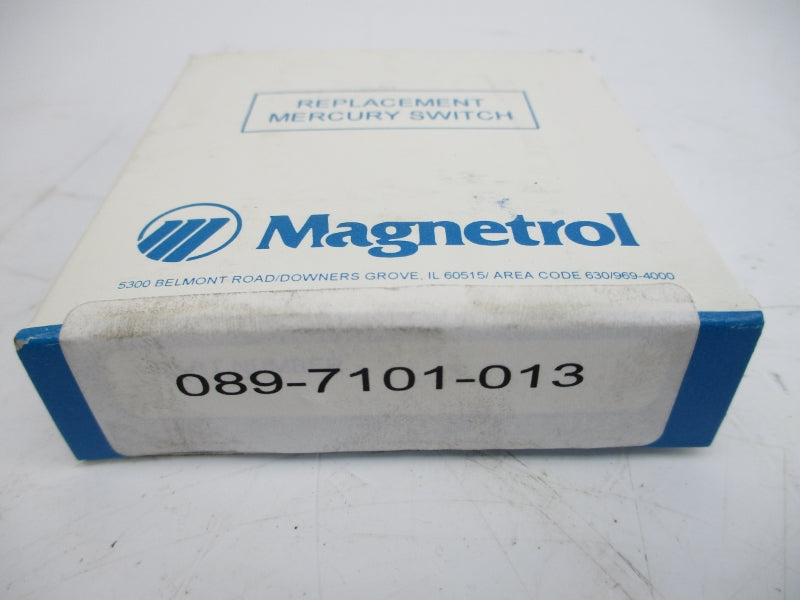 REPLACEMENT
MERCURY SWITCH
Magnetrol
5300 BELMONT ROAD/DOWNERS GROVE, IL 60515/ AREA CODE 630/969-4000
089-7101-013